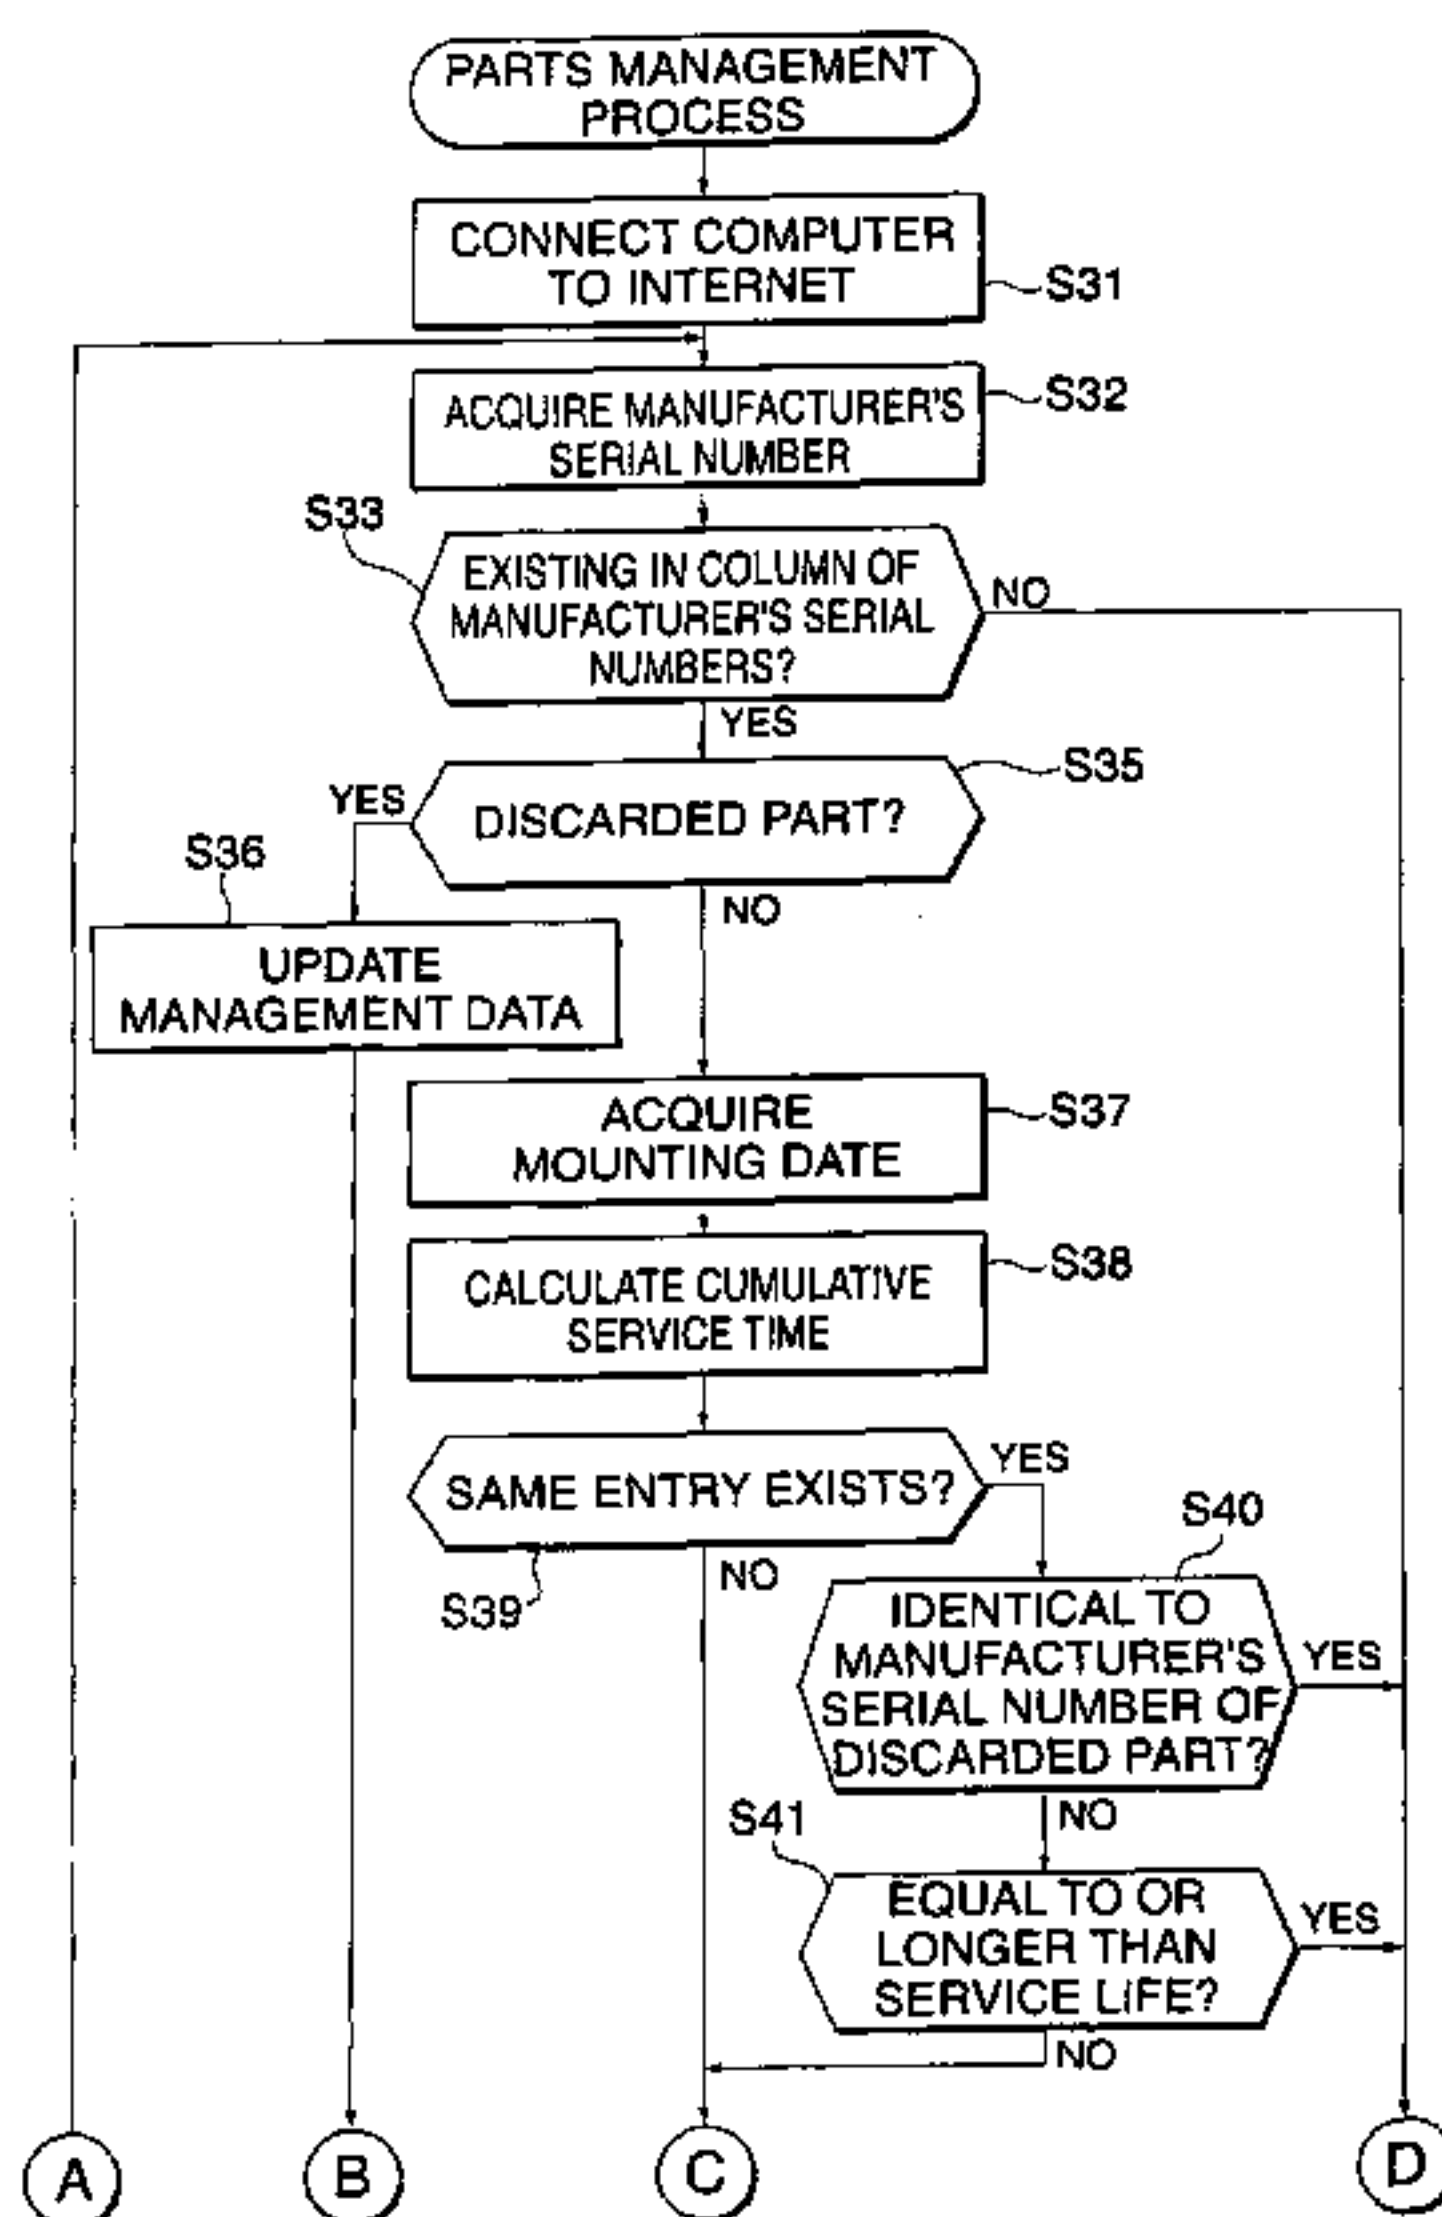 PARTS MANAGEMENT
PROCESS
CONNECT COMPUTER
TO INTERNET
S31
ACQUIRE MANUFACTURER'S
SERIAL NUMBER
S32
S33
EXISTING IN COLUMN OF
MANUFACTURER'S SERIAL
NUMBERS?
NO
YES
S35
DISCARDED PART?
YES
NO
S36
UPDATE
MANAGEMENT DATA
ACQUIRE
MOUNTING DATE
S37
CALCULATE CUMULATIVE
SERVICE TIME
S38
SAME ENTRY EXISTS?
YES
NO
S39
S40
IDENTICAL TO
MANUFACTURER'S
SERIAL NUMBER OF
DISCARDED PART?
YES
NO
S41
EQUAL TO OR
LONGER THAN
SERVICE LIFE?
YES
NO
A
B
C
D